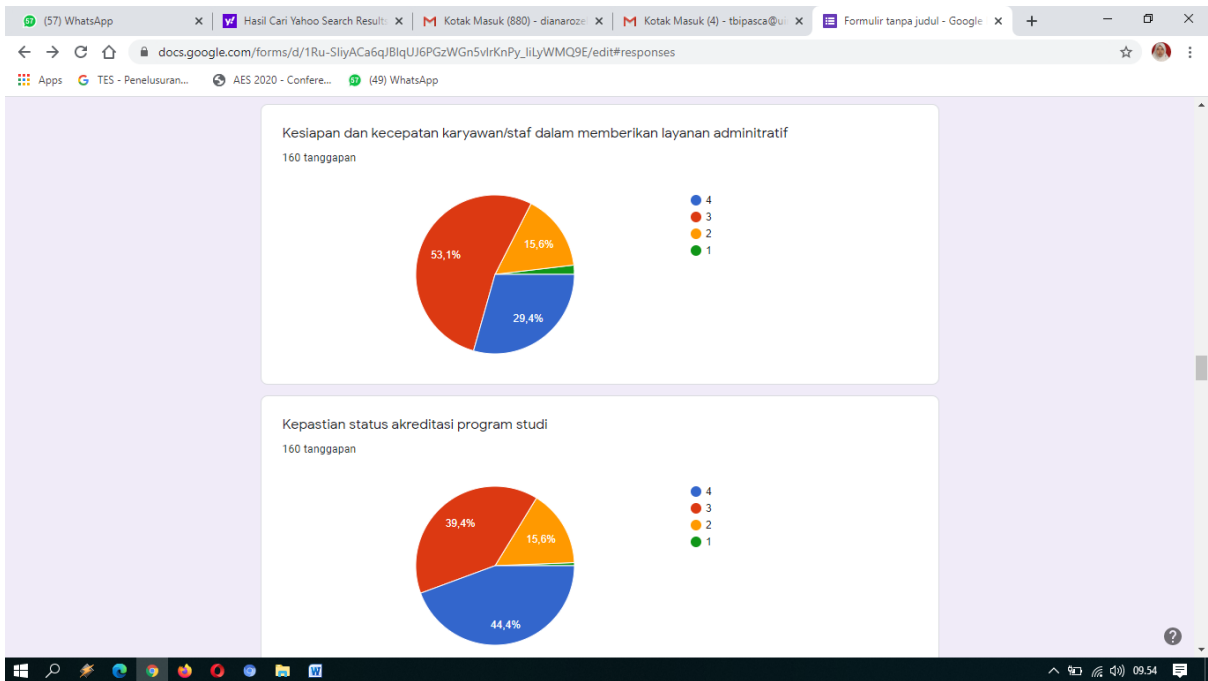 (57) WhatsApp
Hasil Cari Yahoo Search Results
Kotak Masuk (880) - dianaroze
Kotak Masuk (4) - tbipasca@ui
Formulir tanpa judul - Google
docs.google.com/forms/d/1Ru-SliyACa6qJBlqUJ6PGzWGn5vIrKnPy_IiLyWMQ9E/edit#responses
Apps
TES - Penelusuran...
AES 2020 - Confere...
(49) WhatsApp
Kesiapan dan kecepatan karyawan/staf dalam memberikan layanan adminitratif
160 tanggapan
4
3
2
1
53,1%
15,6%
29,4%
Kepastian status akreditasi program studi
160 tanggapan
4
3
2
1
39,4%
15,6%
44,4%
09.54